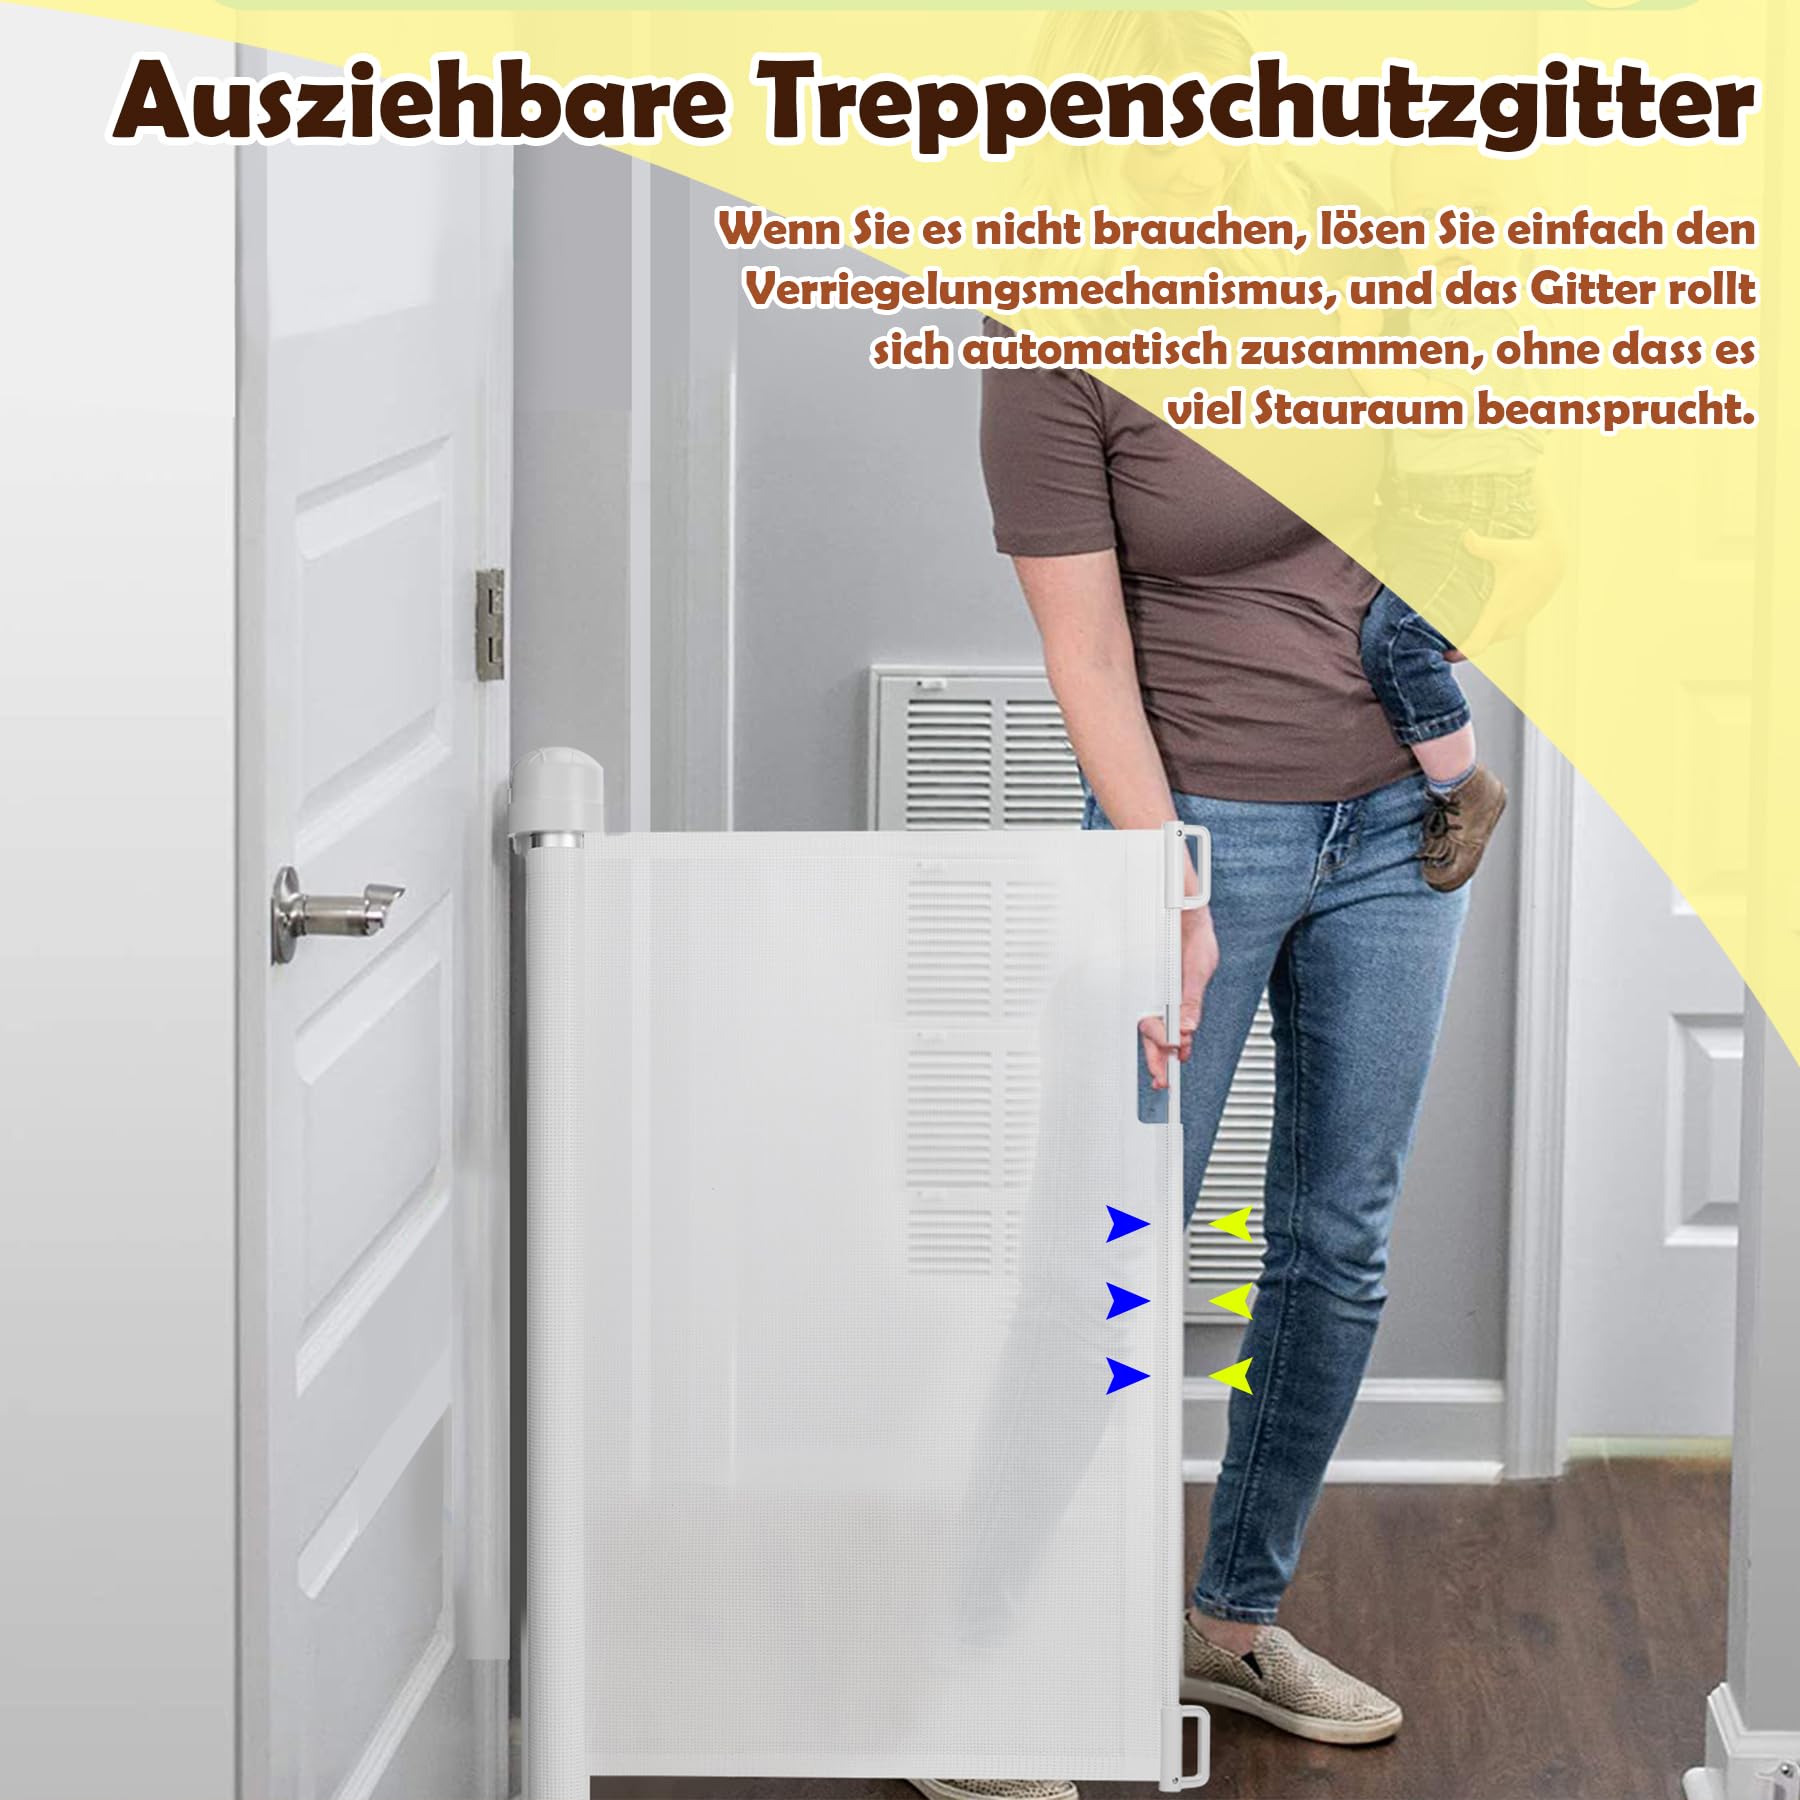 Ausziehbare Treppenschutzgitter
Wenn Sie es nicht brauchen, lösen Sie einfach den
Verriegelungsmechanismus, und das Gitter rollt
sich automatisch zusammen, ohne dass es
viel Stauraum beansprucht.